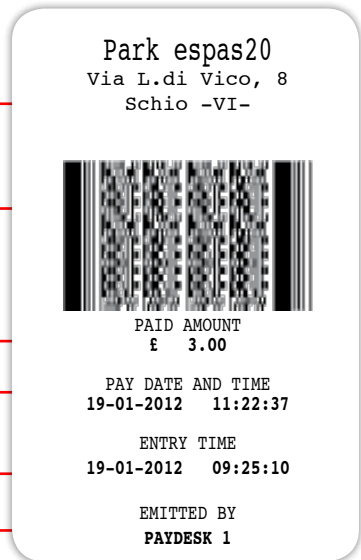 Park espas20
Via L.di Vico, 8
Schio -VI-
PAID AMOUNT
£ 3.00
PAY DATE AND TIME
19-01-2012 11:22:37
ENTRY TIME
19-01-2012 09:25:10
EMITTED BY
PAYDESK 1